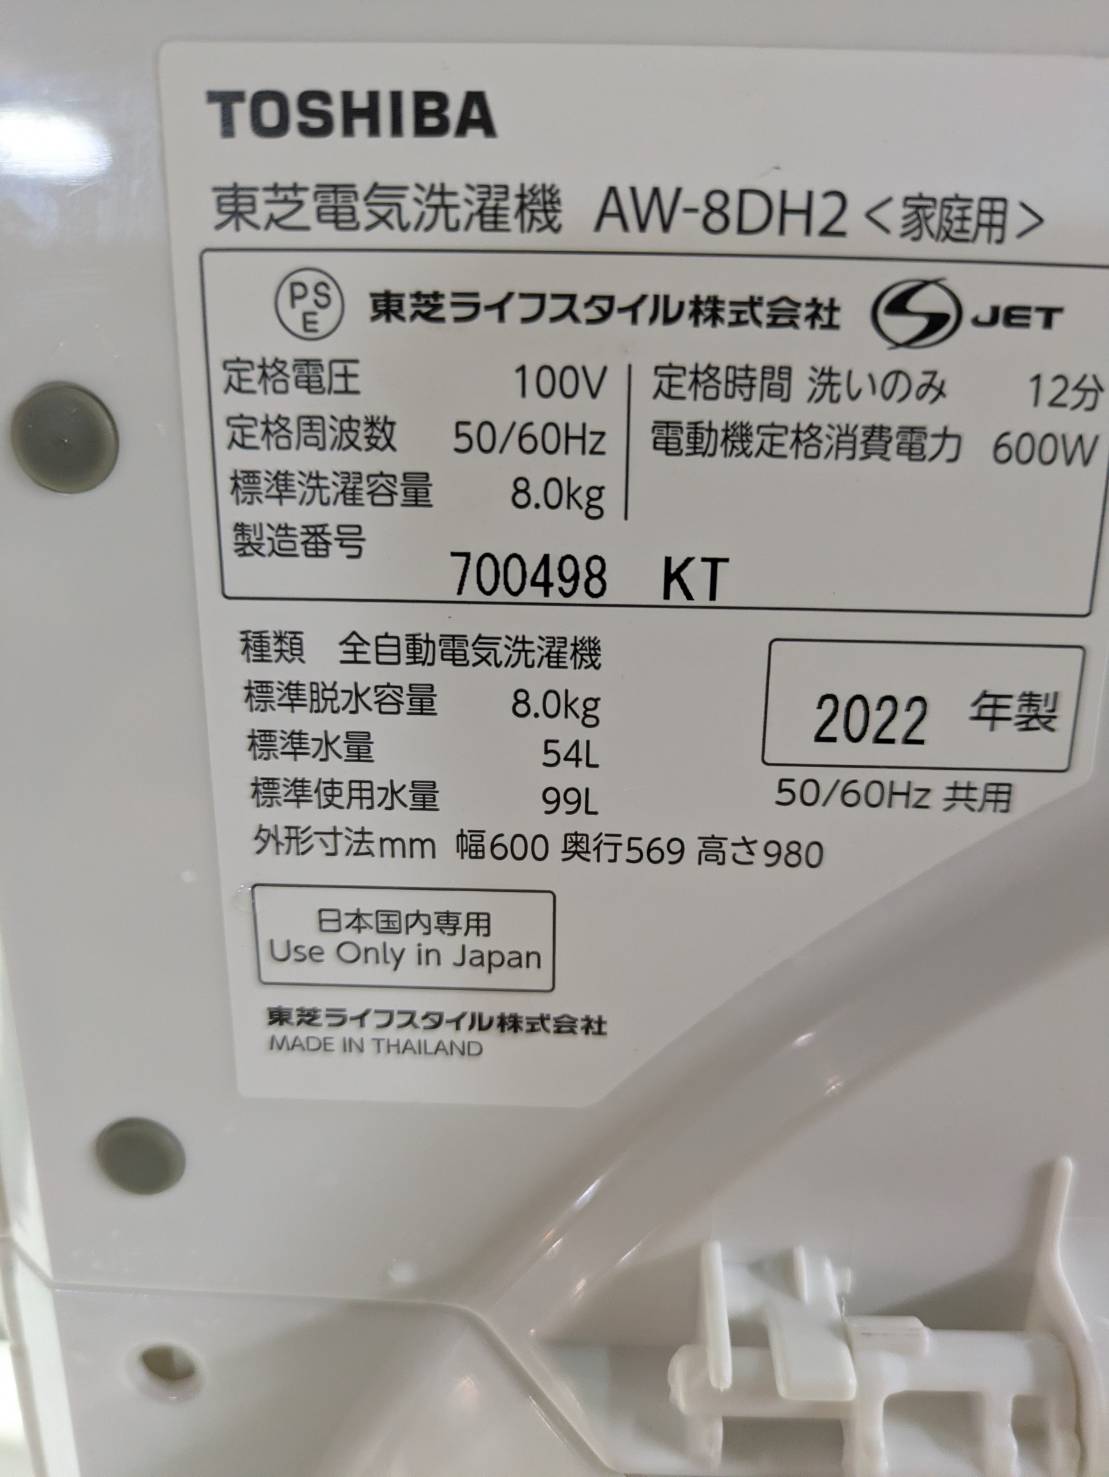 TOSHIBA
東芝電気洗濯機 AW-8DH2<家庭用>
PSE 東芝ライフスタイル株式会社 JET
定格電圧 100V 定格時間 洗いのみ 12分
定格周波数 50/60Hz 電動機定格消費電力 600W
標準洗濯容量 8.0kg
製造番号 700498 KT
種類 全自動電気洗濯機
標準脱水容量 8.0kg
2022 年製
標準水量 54L
標準使用水量 99L
50/60Hz 共用
外形寸法mm 幅600 奥行569 高さ980
日本国内専用
Use Only in Japan
東芝ライフスタイル株式会社
MADE IN THAILAND